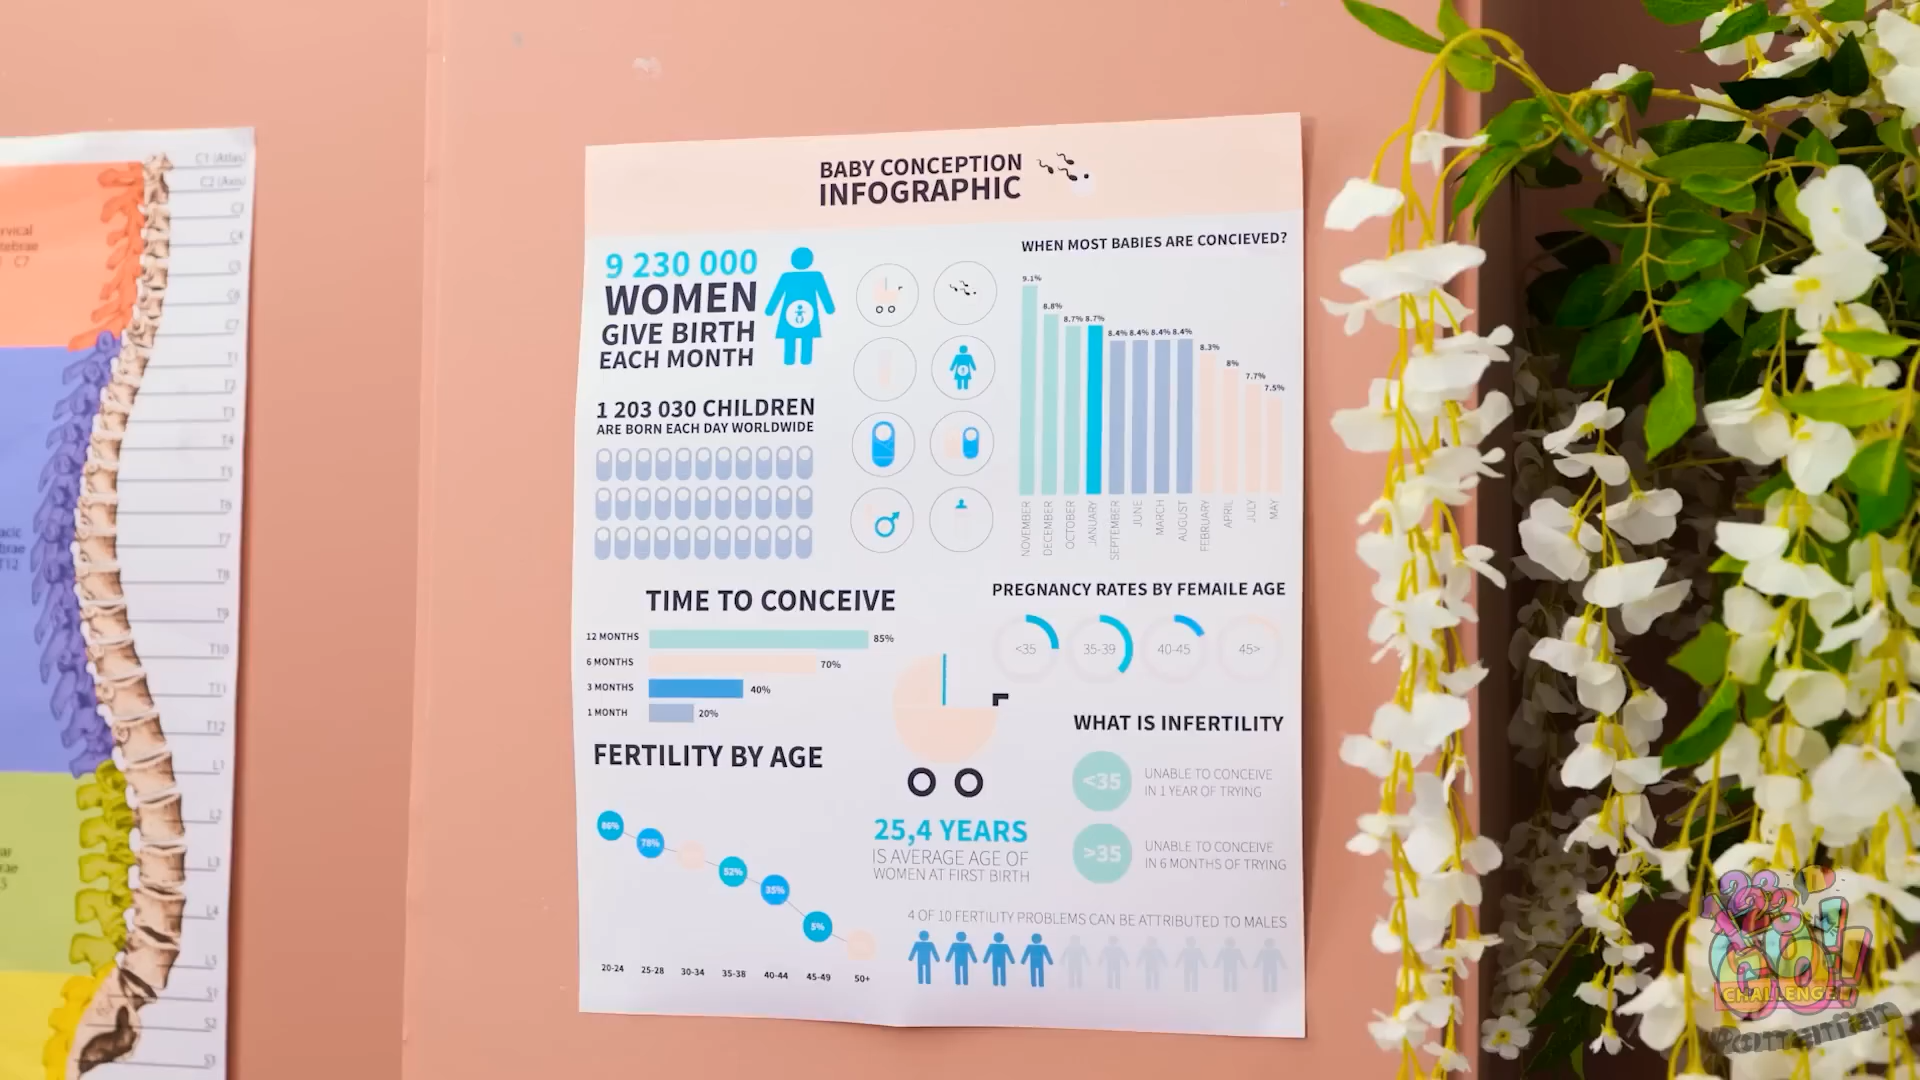 C1 (Atlas)
C2 (Axis)
C3
C4
C5
C6
C7
T1
T2
T3
T4
T5
T6
T7
T8
T9
T10
T11
T12
L1
L2
L3
L4
L5
S1
S2
S3
C7
T12
BABY CONCEPTION
INFOGRAPHIC
9 230 000
WOMEN
GIVE BIRTH
EACH MONTH
1 203 030 CHILDREN
ARE BORN EACH DAY WORLDWIDE
WHEN MOST BABIES ARE CONCIEVED?
9.1%
8.8%
8.7% 8.7%
8.4% 8.4% 8.4% 8.4%
8.3%
8%
7.7%
7.5%
NOVEMBER
DECEMBER
OCTOBER
JANUARY
SEPTEMBER
JUNE
MARCH
AUGUST
FEBRUARY
APRIL
JULY
MAY
TIME TO CONCEIVE
12 MONTHS 85%
6 MONTHS 70%
3 MONTHS 40%
1 MONTH 20%
PREGNANCY RATES BY FEMAILE AGE
<35 35-39 40-45 45>
FERTILITY BY AGE
86%
78%
52%
35%
5%
20-24 25-28 30-34 35-38 40-44 45-49 50+
25,4 YEARS
IS AVERAGE AGE OF
WOMEN AT FIRST BIRTH
WHAT IS INFERTILITY
<35
UNABLE TO CONCEIVE
IN 1 YEAR OF TRYING
>35
UNABLE TO CONCEIVE
IN 6 MONTHS OF TRYING
4 OF 10 FERTILITY PROBLEMS CAN BE ATTRIBUTED TO MALES
123
GO!
CHALLENGE
Romanian